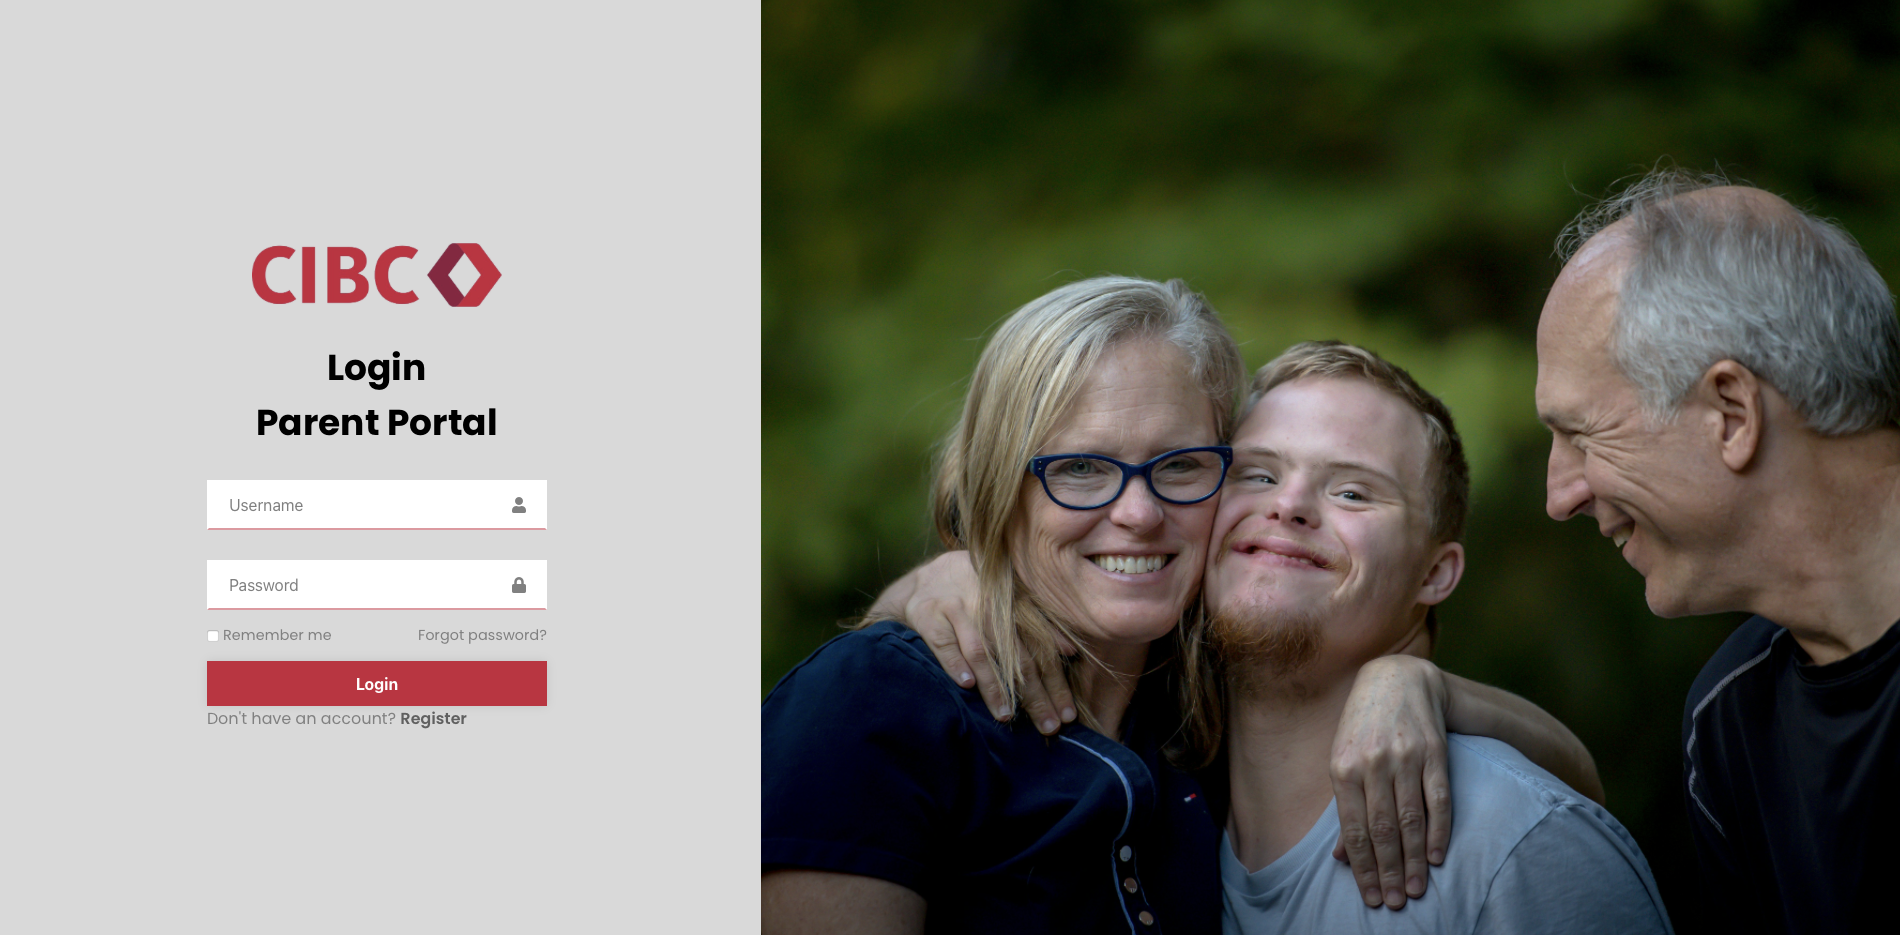 CIBC
Login
Parent Portal
Username
Password
Remember me Forgot password?
Login
Don't have an account? Register